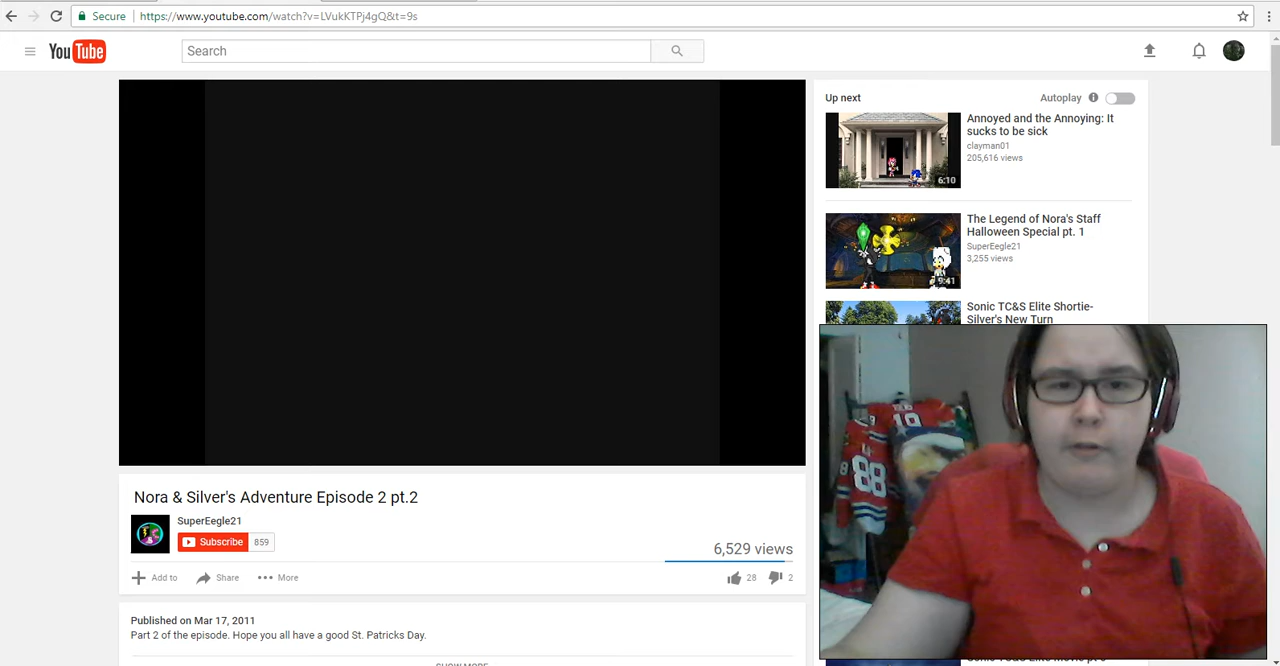 Secure https://www.youtube.com/watch?v=LVukKTPj4gQ&t=9s
YouTube
Search
Up next
Autoplay
6:10
Annoyed and the Annoying: It
sucks to be sick
clayman01
205,616 views
9:41
The Legend of Nora's Staff
Halloween Special pt. 1
SuperEegle21
3,255 views
Sonic TC&S Elite Shortie-
Silver's New Turn
88
Nora & Silver's Adventure Episode 2 pt.2
SuperEegle21
Subscribe 859
6,529 views
Add to Share More
28 2
Published on Mar 17, 2011
Part 2 of the episode. Hope you all have a good St. Patricks Day.
SHOW MORE